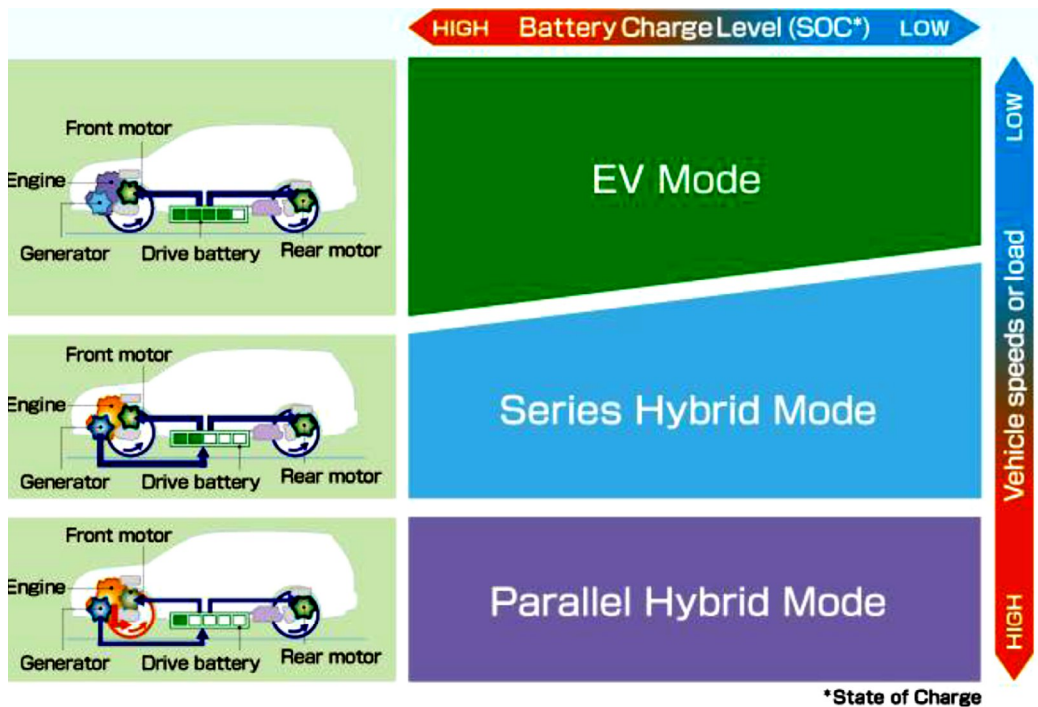 HIGH Battery Charge Level (SOC*) LOW
Front motor
Engine
Generator
Drive battery
Rear motor
EV Mode
Front motor
Engine
Generator
Drive battery
Rear motor
Series Hybrid Mode
Front motor
Engine
Generator
Drive battery
Rear motor
Parallel Hybrid Mode
LOW
Vehicle speeds or load
HIGH
*State of Charge